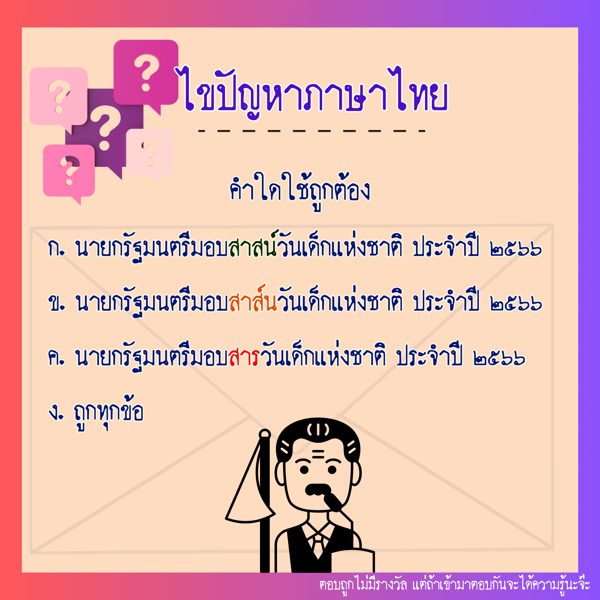 ไขปัญหาภาษาไทย
คำใดใช้ถูกต้อง
ก. นายกรัฐมนตรีมอบสาสน์วันเด็กแห่งชาติ ประจำปี ๒๕๖๖
ข. นายกรัฐมนตรีมอบสาส์นวันเด็กแห่งชาติ ประจำปี ๒๕๖๖
ค. นายกรัฐมนตรีมอบสารวันเด็กแห่งชาติ ประจำปี ๒๕๖๖
ง. ถูกทุกข้อ
ตอบถูกไม่มีรางวัล แต่ถ้าเข้ามาตอบกันจะได้ความรู้นะจ๊ะ